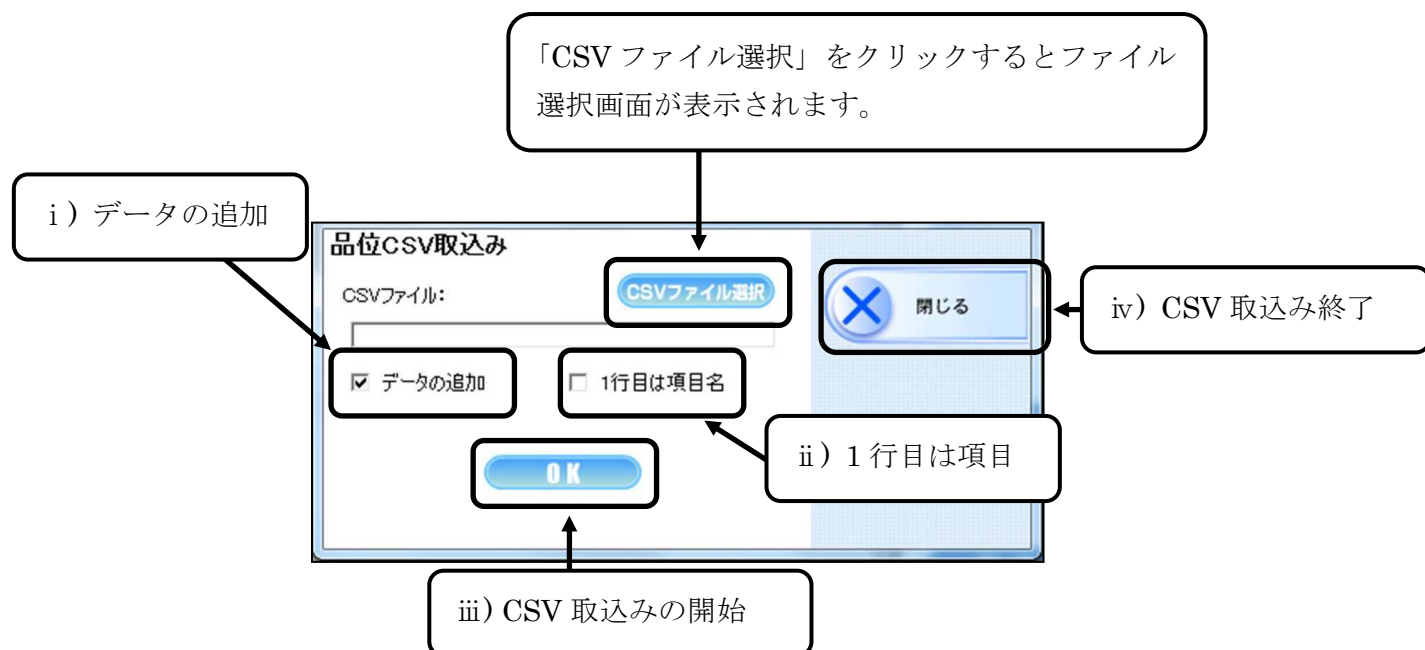 「CSV ファイル選択」をクリックするとファイル
選択画面が表示されます。
ⅰ) データの追加
品位CSV取込み
CSVファイル:
CSVファイル選択
閉じる
ⅳ) CSV 取込み終了
データの追加
1行目は項目名
ⅱ) 1行目は項目
OK
ⅲ) CSV 取込みの開始